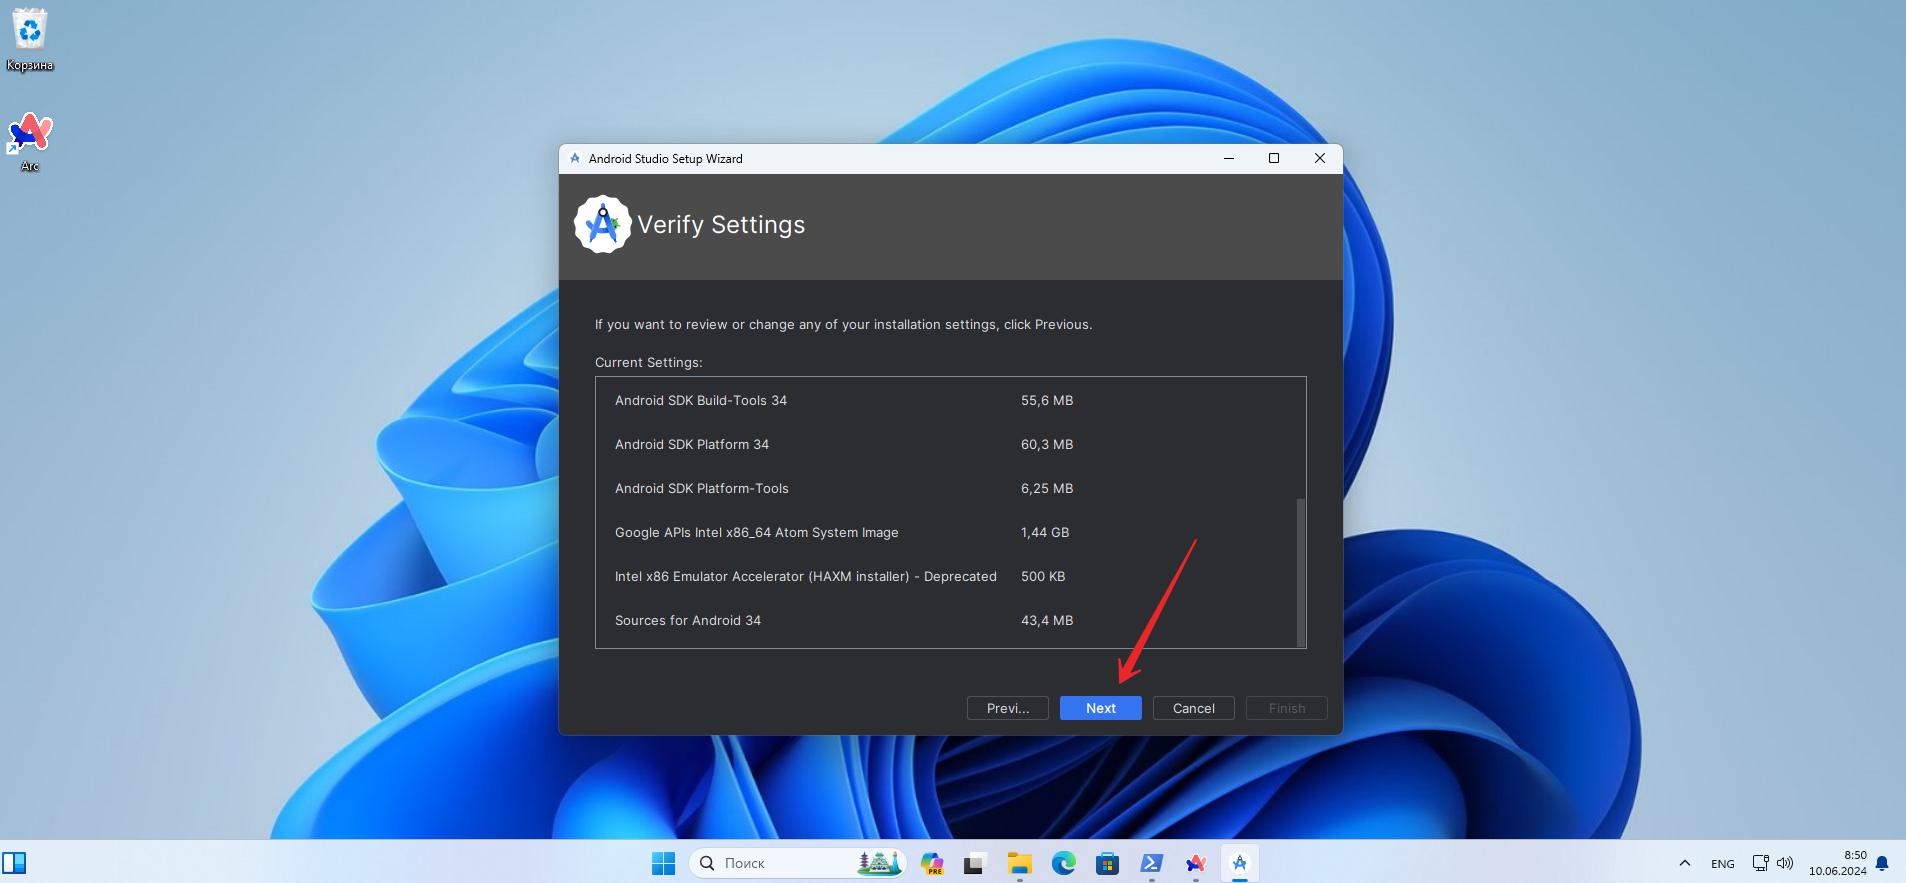 Корзина
Arc
Android Studio Setup Wizard
Verify Settings
If you want to review or change any of your installation settings, click Previous.
Current Settings:
Android SDK Build-Tools 34 55,6 MB
Android SDK Platform 34 60,3 MB
Android SDK Platform-Tools 6,25 MB
Google APIs Intel x86_64 Atom System Image 1,44 GB
Intel x86 Emulator Accelerator (HAXM installer) - Deprecated 500 KB
Sources for Android 34 43,4 MB
Previ... Next Cancel Finish
Поиск
PRE
ENG
8:50
10.06.2024